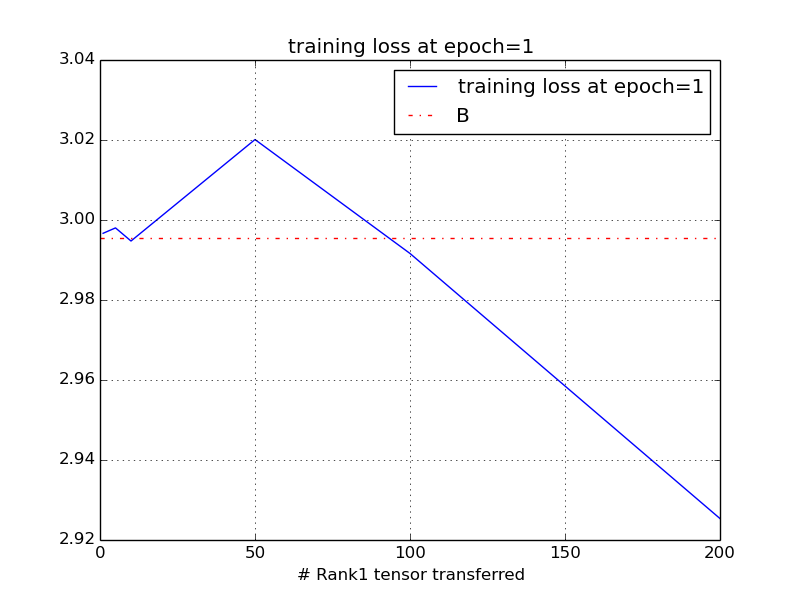 training loss at epoch=1
3.04
3.02
3.00
2.98
2.96
2.94
2.92
training loss at epoch=1
B
0 50 100 150 200
# Rank1 tensor transferred